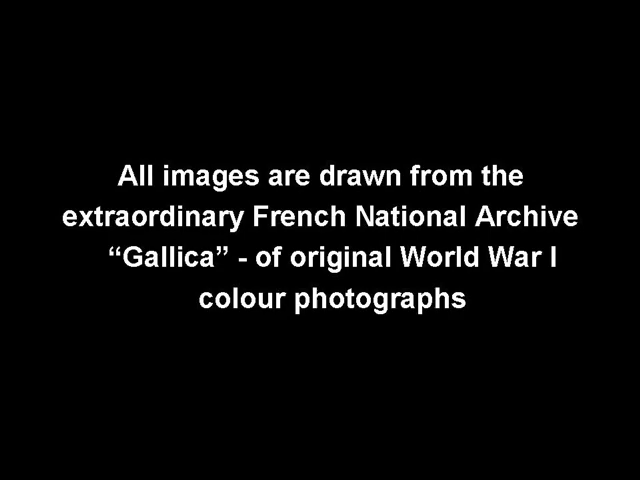 All images are drawn from the
extraordinary French National Archive
“Gallica” - of original World War I
colour photographs